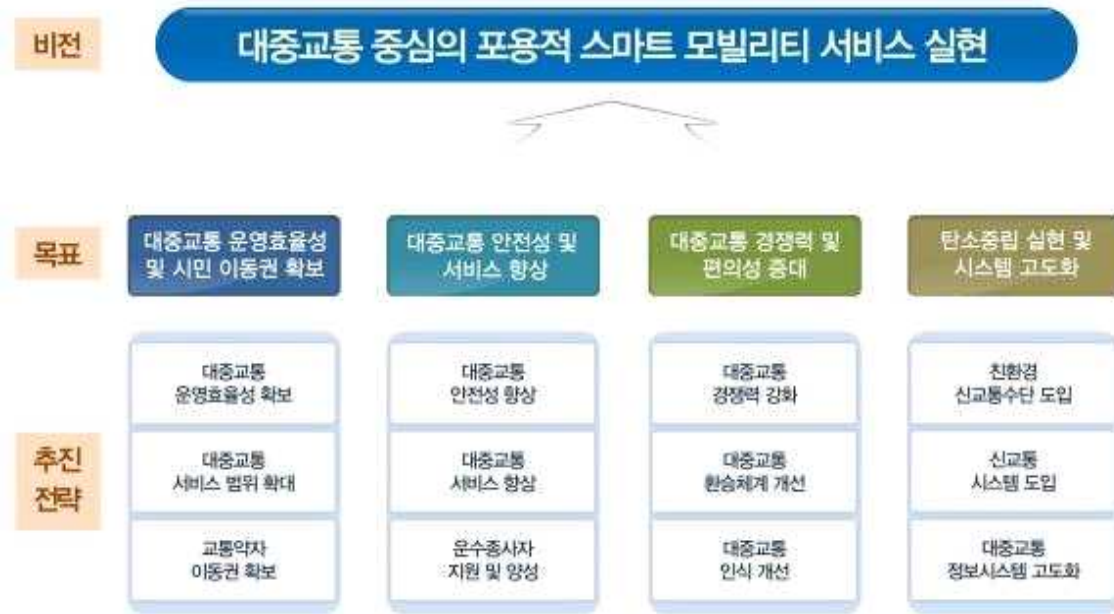 비전
대중교통 중심의 포용적 스마트 모빌리티 서비스 실현
목표
대중교통 운영효율성
및 시민 이동권 확보
대중교통 안전성 및
서비스 향상
대중교통 경쟁력 및
편의성 증대
탄소중립 실현 및
시스템 고도화
추진
전략
대중교통
운영효율성 확보
대중교통
서비스 범위 확대
교통약자
이동권 확보
대중교통
안전성 향상
대중교통
서비스 향상
운수종사자
지원 및 양성
대중교통
경쟁력 강화
대중교통
환승체계 개선
대중교통
인식 개선
친환경
신교통수단 도입
신교통
시스템 도입
대중교통
정보시스템 고도화